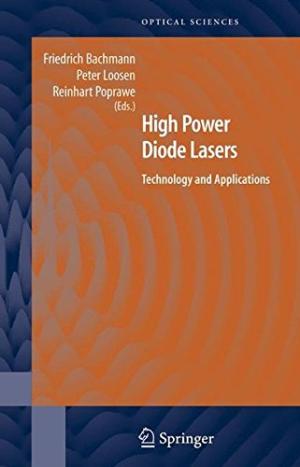 OPTICAL SCIENCES
Friedrich Bachmann
Peter Loosen
Reinhart Poprawe
(Eds.)
High Power
Diode Lasers
Technology and Applications
Springer